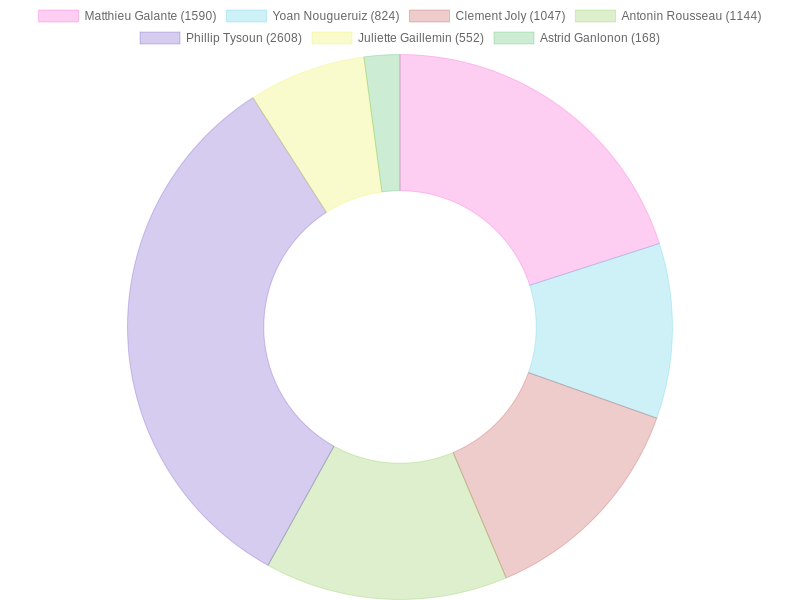 Matthieu Galante (1590) Yoan Nougueruiz (824) Clement Joly (1047) Antonin Rousseau (1144)
Phillip Tysoun (2608) Juliette Gaillemin (552) Astrid Ganlonon (168)